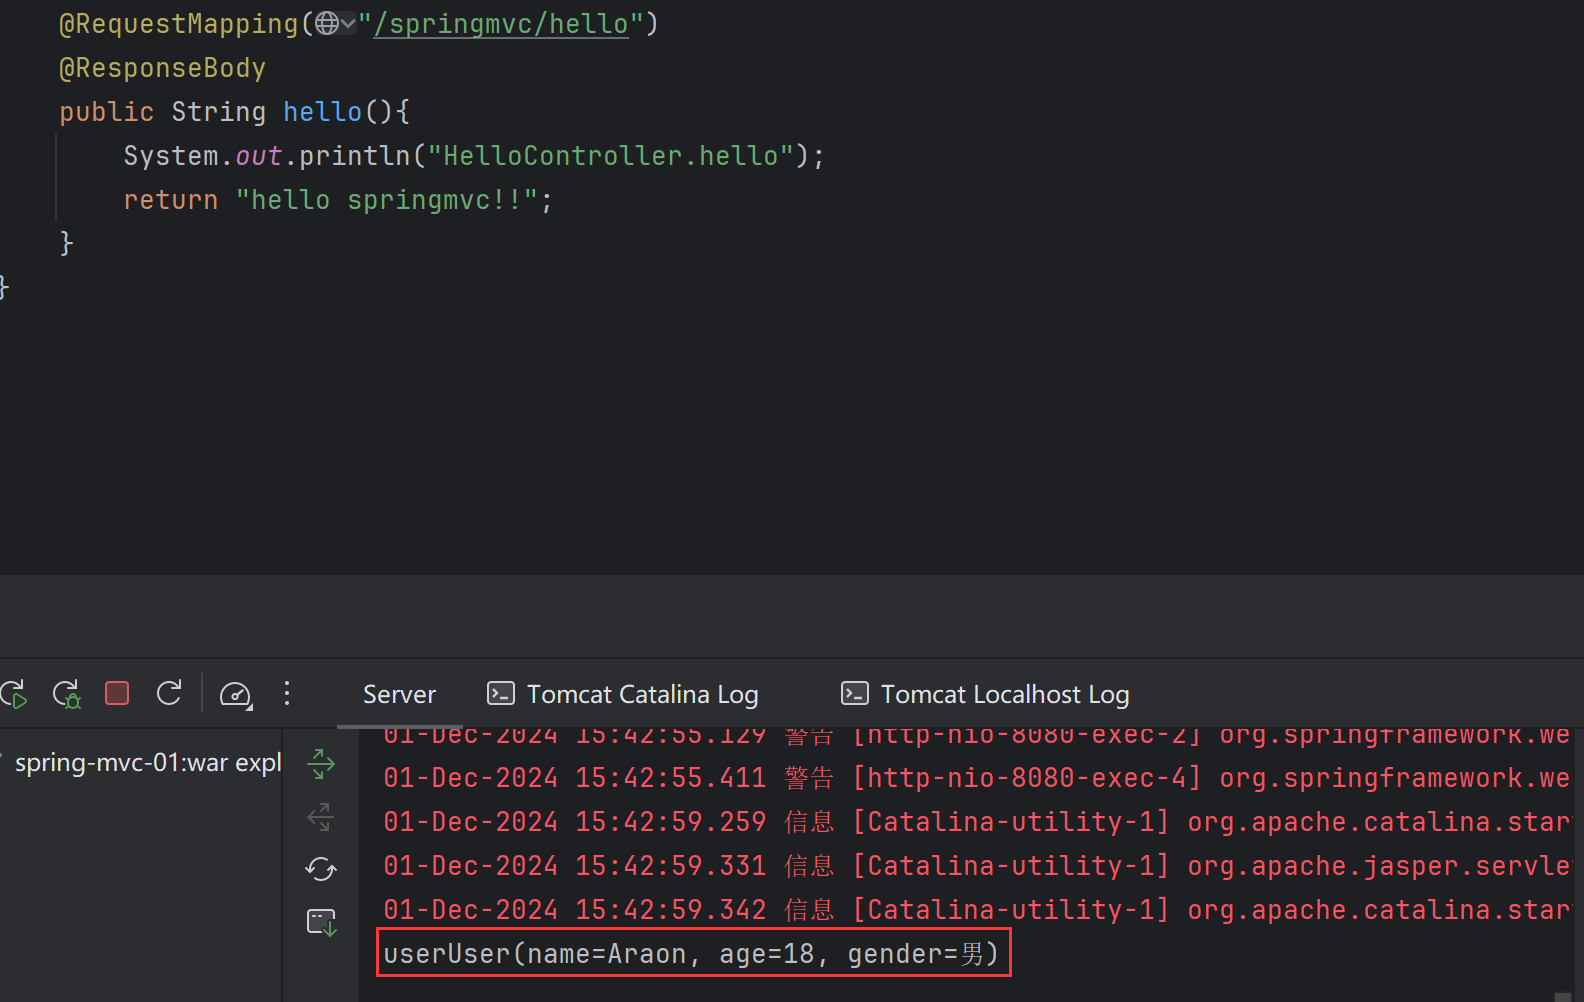 @RequestMapping("/springmvc/hello")
@ResponseBody
public String hello(){
System.out.println("HelloController.hello");
return "hello springmvc!!";
}
}
Server
Tomcat Catalina Log
Tomcat Localhost Log
spring-mvc-01:war expl
01-Dec-2024 15:42:55.129 警告 [http-nio-8080-exec-2] org.springframework.we
01-Dec-2024 15:42:55.411 警告 [http-nio-8080-exec-4] org.springframework.we
01-Dec-2024 15:42:59.259 信息 [Catalina-utility-1] org.apache.catalina.star
01-Dec-2024 15:42:59.331 信息 [Catalina-utility-1] org.apache.jasper.servle
01-Dec-2024 15:42:59.342 信息 [Catalina-utility-1] org.apache.catalina.star
userUser(name=Araon, age=18, gender=男)